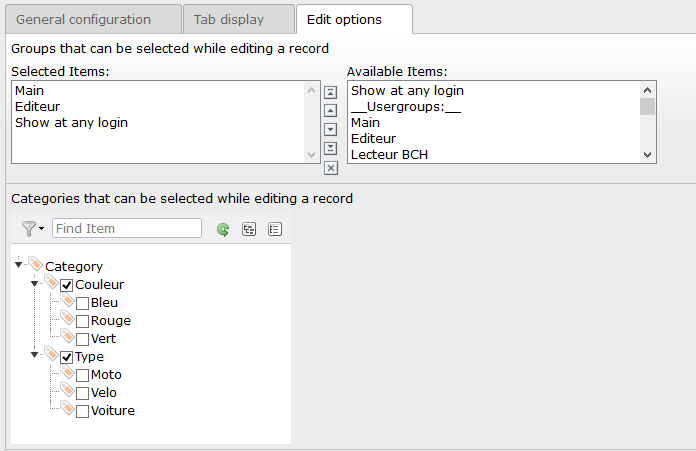 General configuration
Tab display
Edit options
Groups that can be selected while editing a record
Selected Items:
Available Items:
Main
Editeur
Show at any login
Show at any login
__Usergroups:__
Main
Editeur
Lecteur BCH
Categories that can be selected while editing a record
Find Item
Category
Couleur
Bleu
Rouge
Vert
Type
Moto
Velo
Voiture